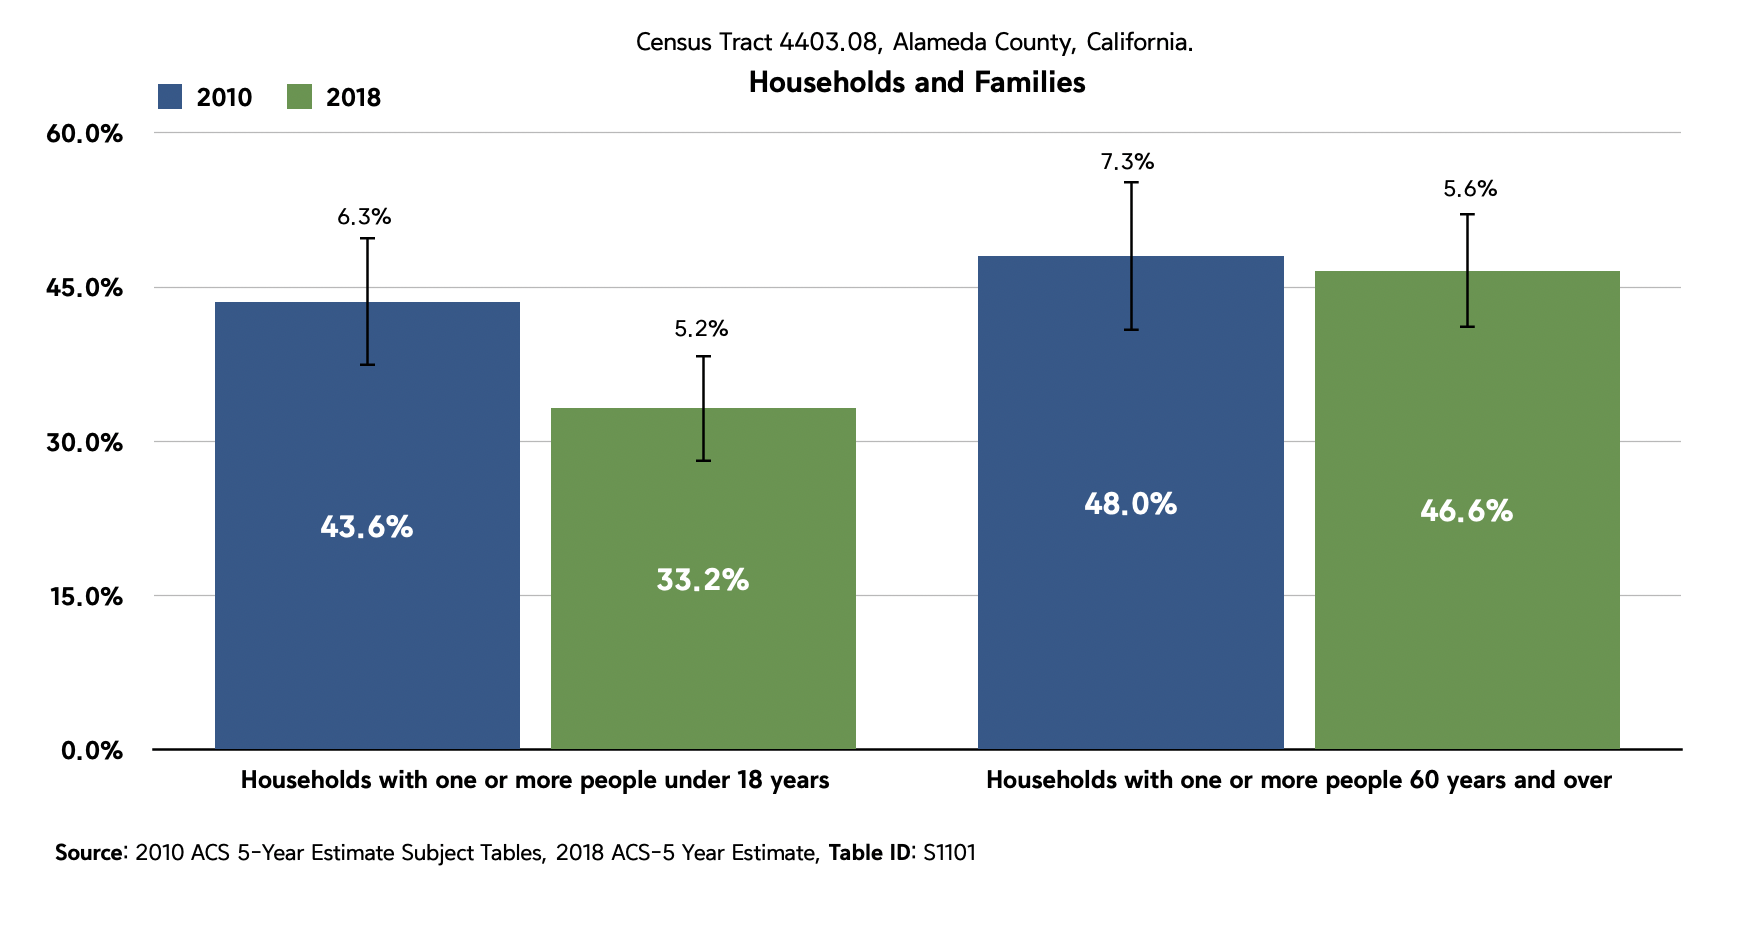 Census Tract 4403.08, Alameda County, California.
Households and Families
2010 2018
60.0%
45.0%
30.0%
15.0%
0.0%
6.3%
43.6%
5.2%
33.2%
7.3%
48.0%
5.6%
46.6%
Households with one or more people under 18 years
Households with one or more people 60 years and over
Source: 2010 ACS 5-Year Estimate Subject Tables, 2018 ACS-5 Year Estimate, Table ID: S1101